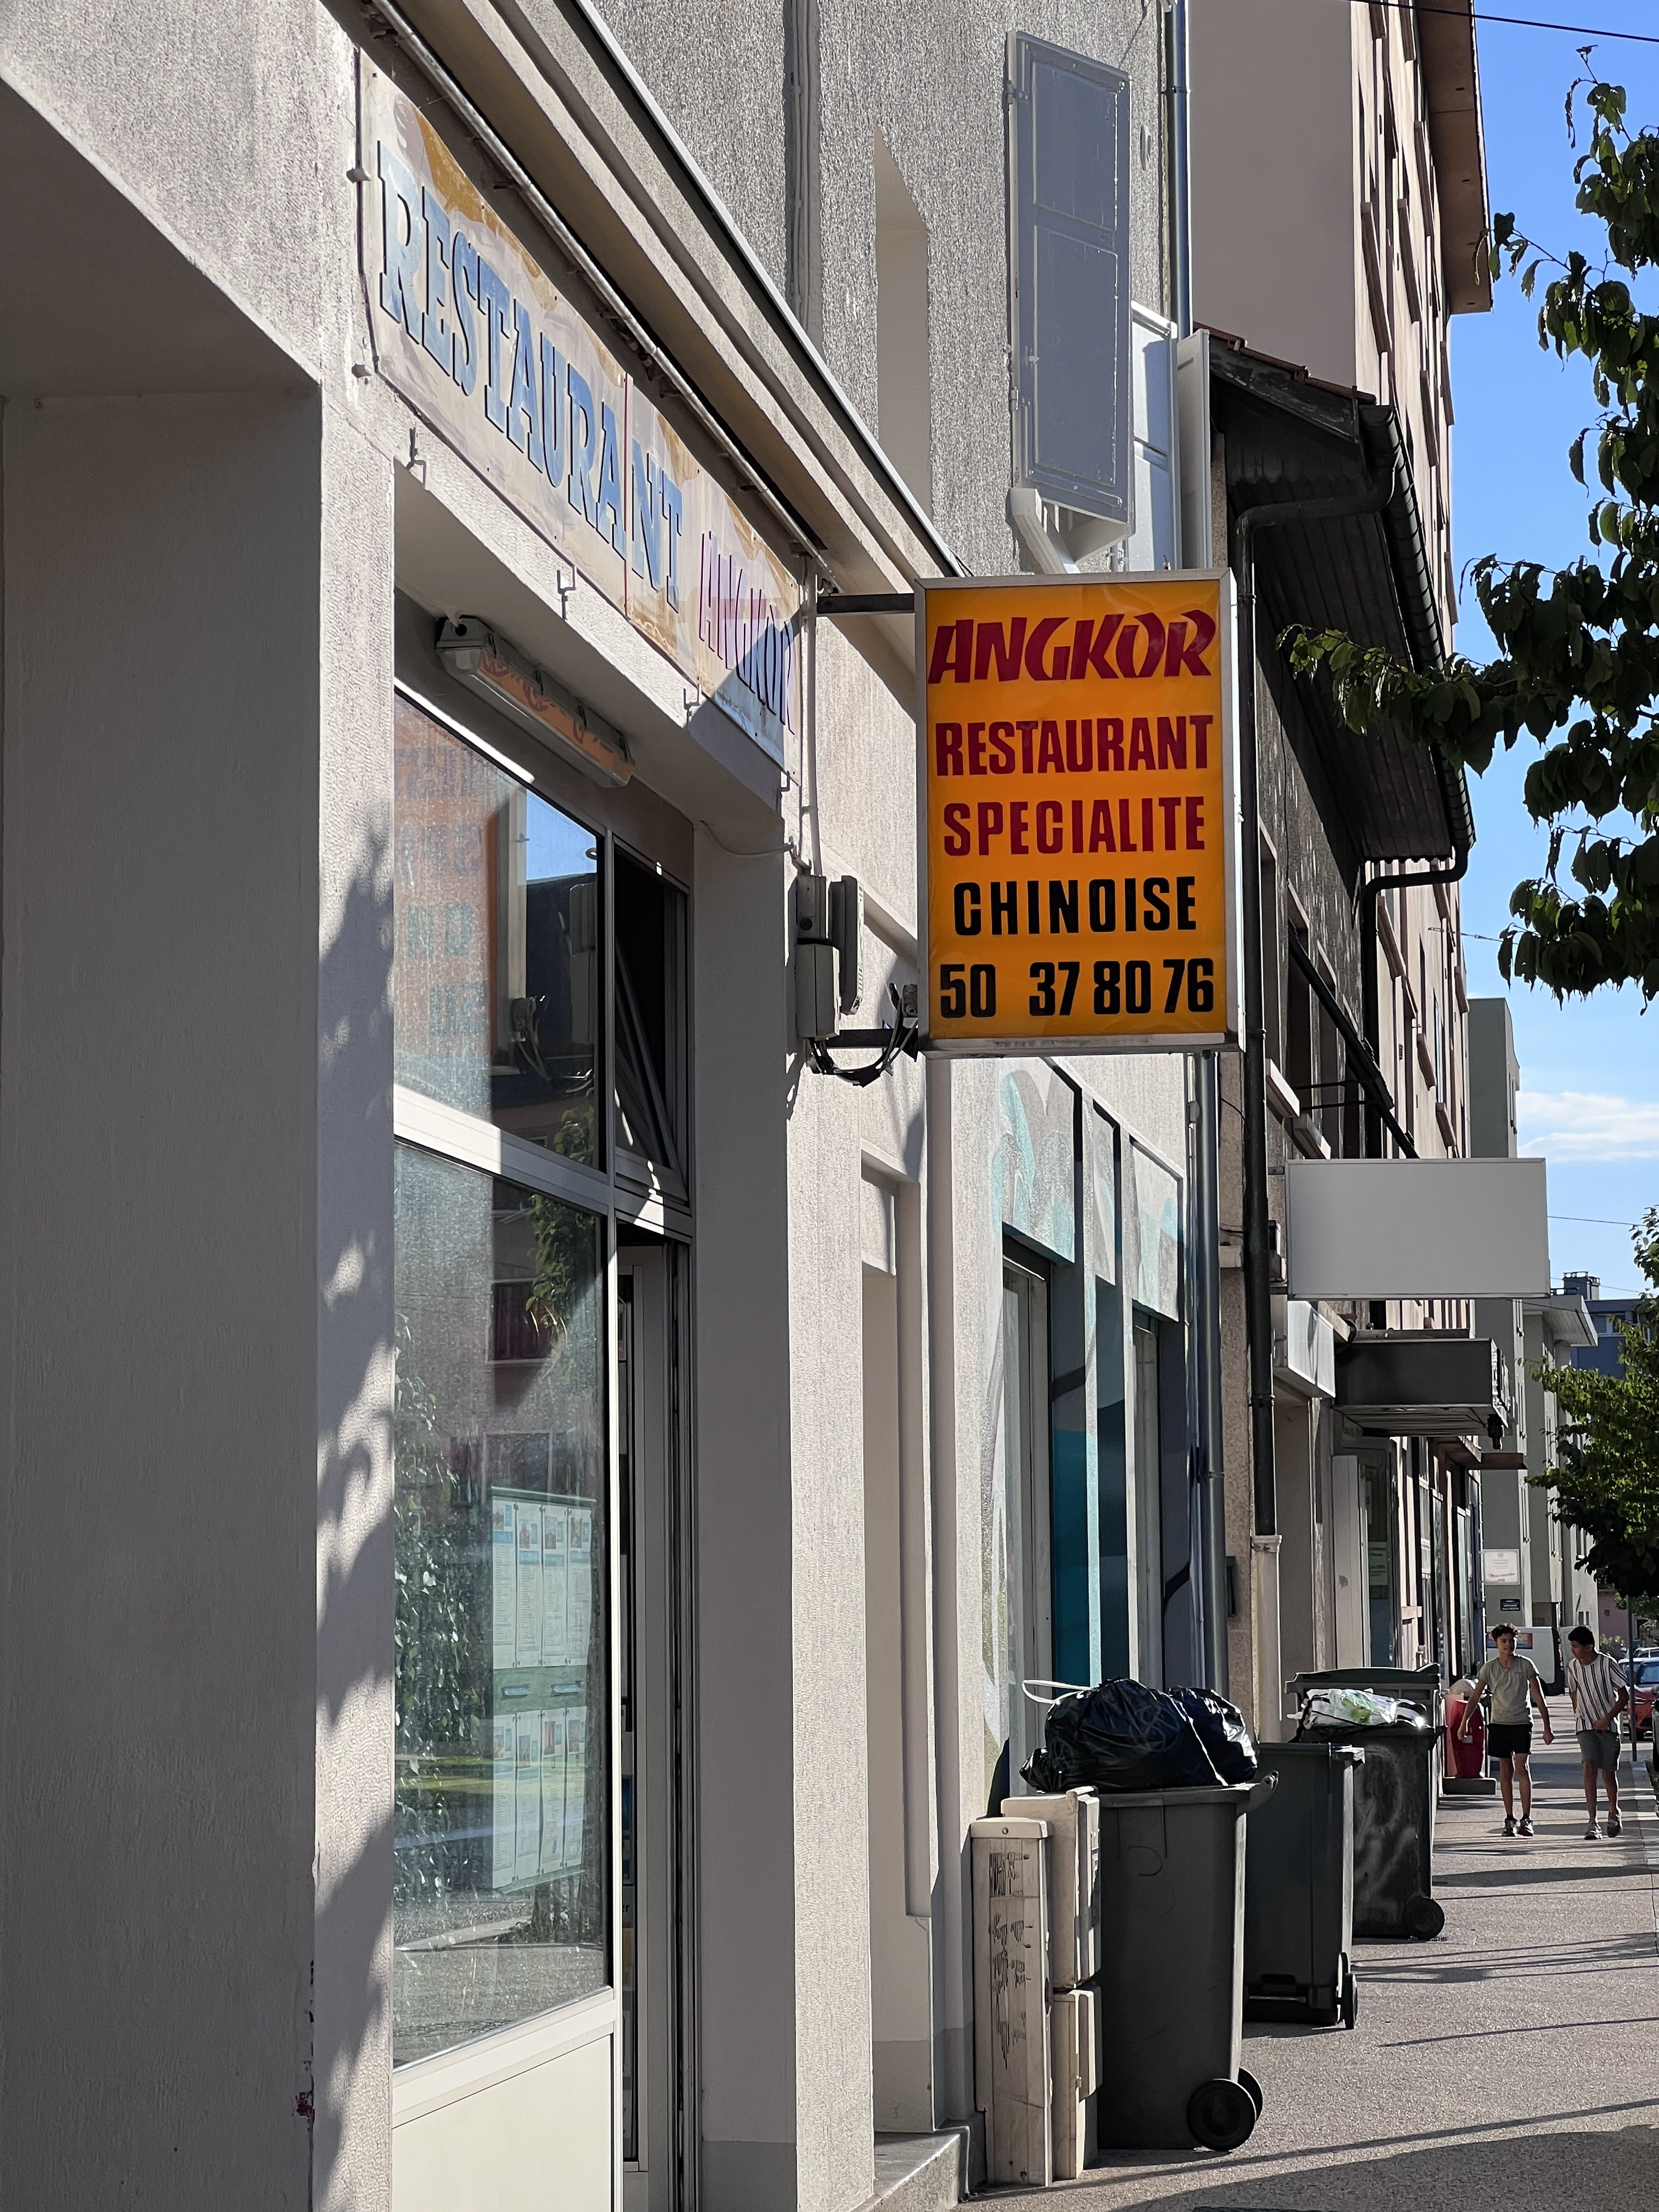 RESTAURANT ANGKOR
ANGKOR
RESTAURANT
SPECIALITE
CHINOISE
50 37 80 76